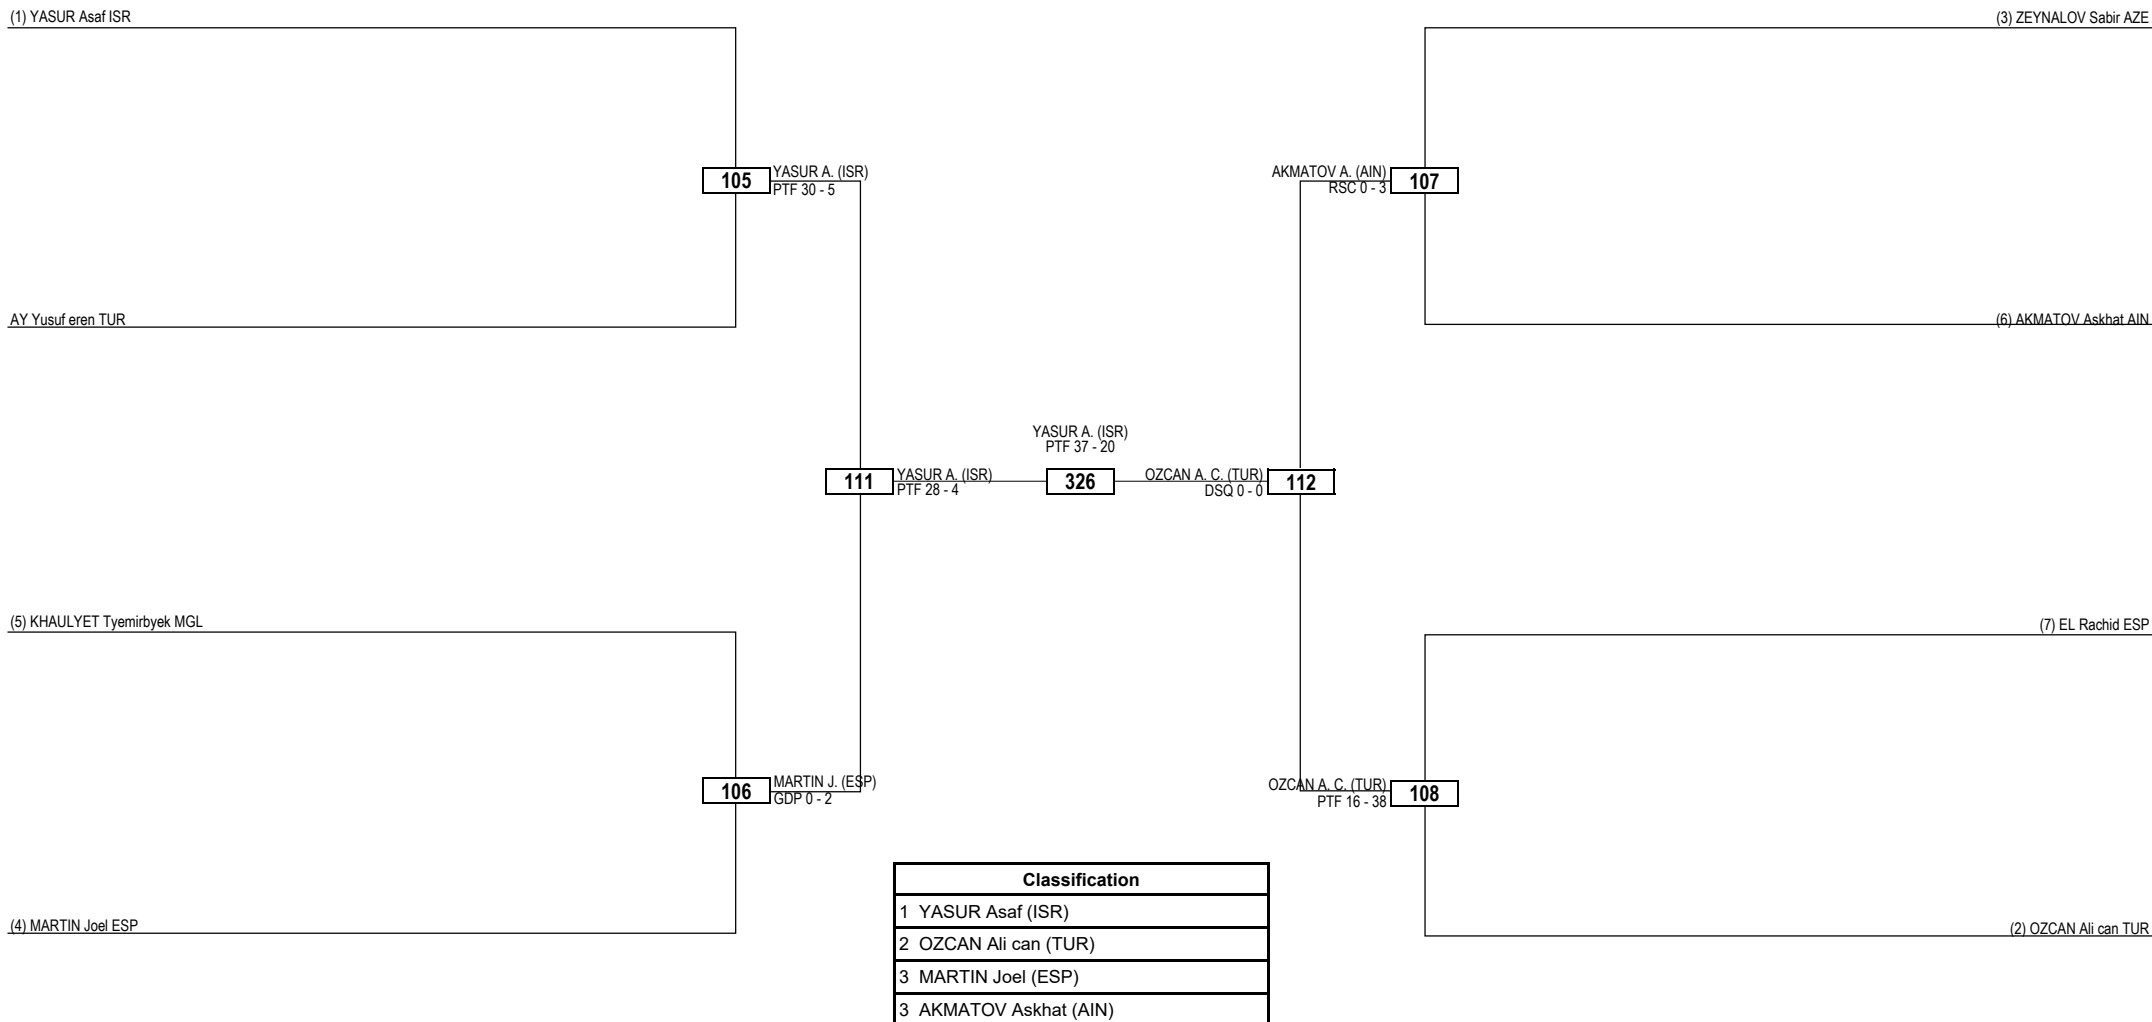 (1) YASUR Asaf ISR
(3) ZEYNALOV Sabir AZE
105
YASUR A. (ISR)
PTF 30 - 5
AKMATOV A. (AIN)
RSC 0 - 3
107
AY Yusuf eren TUR
(6) AKMATOV Askhat AIN
YASUR A. (ISR)
PTF 37 - 20
111
YASUR A. (ISR)
PTF 28 - 4
326
OZCAN A. C. (TUR)
DSQ 0 - 0
112
(5) KHAULYET Tyemirbyek MGL
(7) EL Rachid ESP
106
MARTIN J. (ESP)
GDP 0 - 2
OZCAN A. C. (TUR)
PTF 16 - 38
108
(4) MARTIN Joel ESP
(2) OZCAN Ali can TUR
Classification
1 YASUR Asaf (ISR)
2 OZCAN Ali can (TUR)
3 MARTIN Joel (ESP)
3 AKMATOV Askhat (AIN)